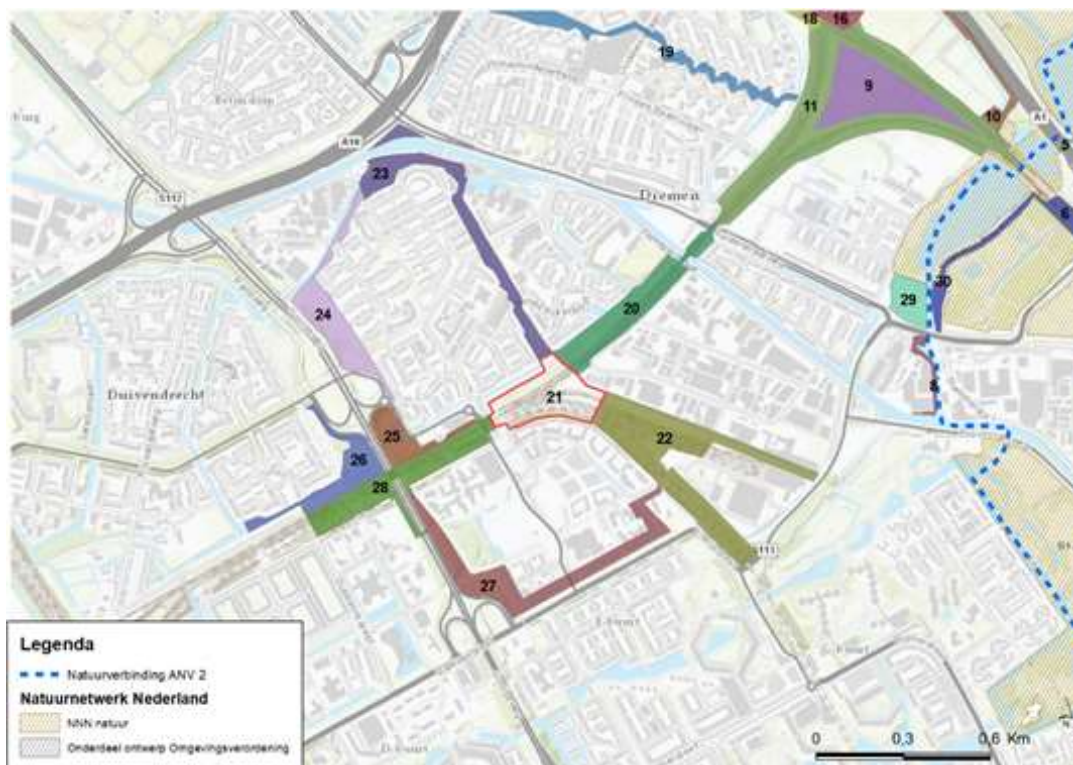 18
16
19
9
11
10
A1
5
A10
23
Diemen
S112
6
20
30
29
24
8
Duivendrecht
21
25
22
26
28
S113
27
Legenda
Natuurverbinding ANV 2
Natuurnetwerk Nederland
NNN natuur
Onderdeel ontwerp Omgevingsverordening
0 0,3 0,6 Km